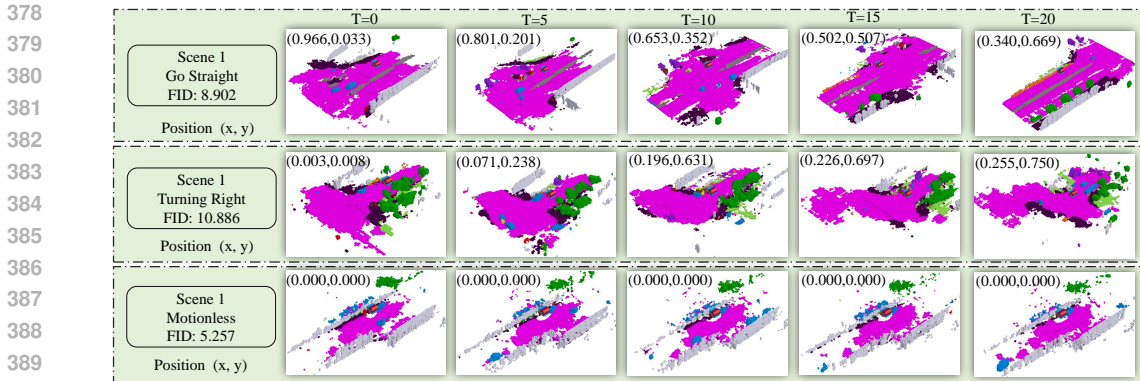 378
T=0 T=5 T=10 T=15 T=20
379
(0.966,0.033) (0.801,0.201) (0.653,0.352) (0.502,0.507) (0.340,0.669)
Scene 1
380
Go Straight
FID: 8.902
381
Position (x, y)
382
383
(0.003,0.008) (0.071,0.238) (0.196,0.631) (0.226,0.697) (0.255,0.750)
Scene 1
384
Turning Right
FID: 10.886
385
Position (x, y)
386
(0.000,0.000) (0.000,0.000) (0.000,0.000) (0.000,0.000) (0.000,0.000)
387
Scene 1
Motionless
388
FID: 5.257
389
Position (x, y)